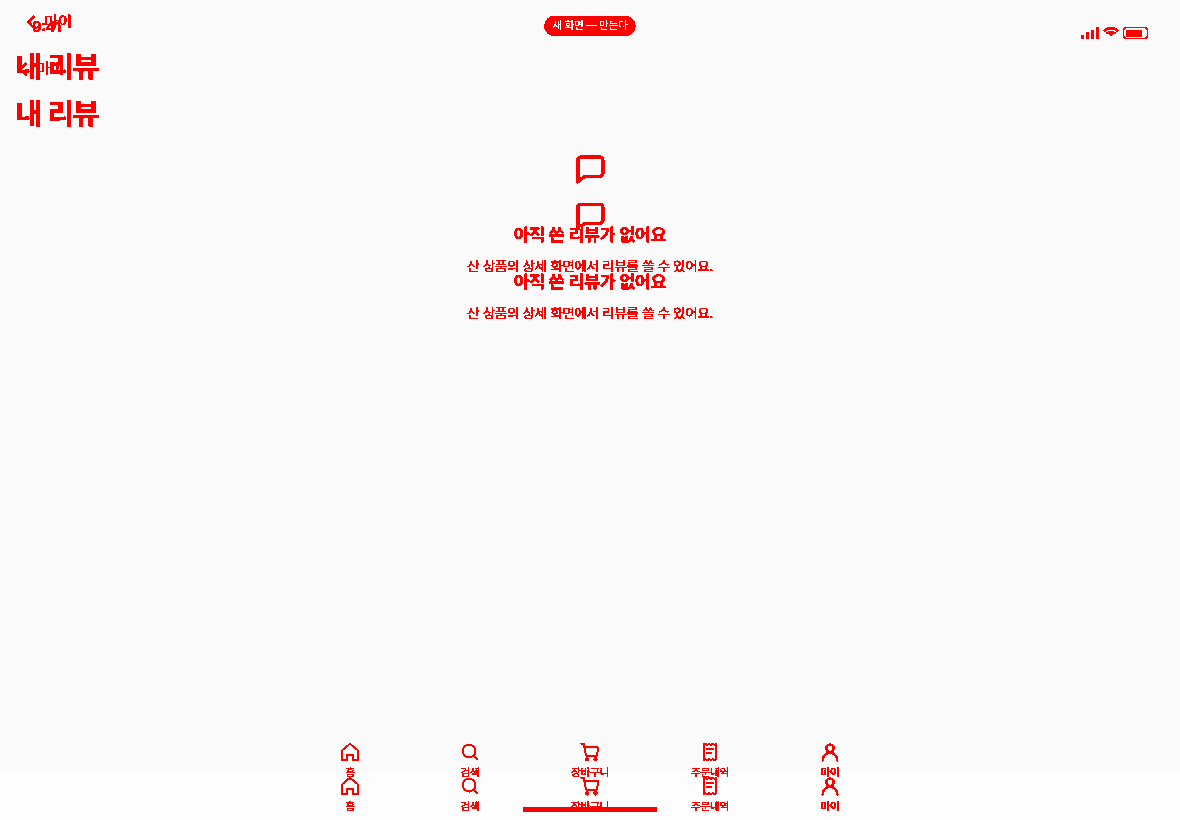 마이
9:41
새 화면 — 만든다
내 리뷰
내 리뷰
아직 쓴 리뷰가 없어요
산 상품의 상세 화면에서 리뷰를 쓸 수 있어요.
아직 쓴 리뷰가 없어요
산 상품의 상세 화면에서 리뷰를 쓸 수 있어요.
홈 검색 장바구니 주문내역 마이
홈 검색 장바구니 주문내역 마이